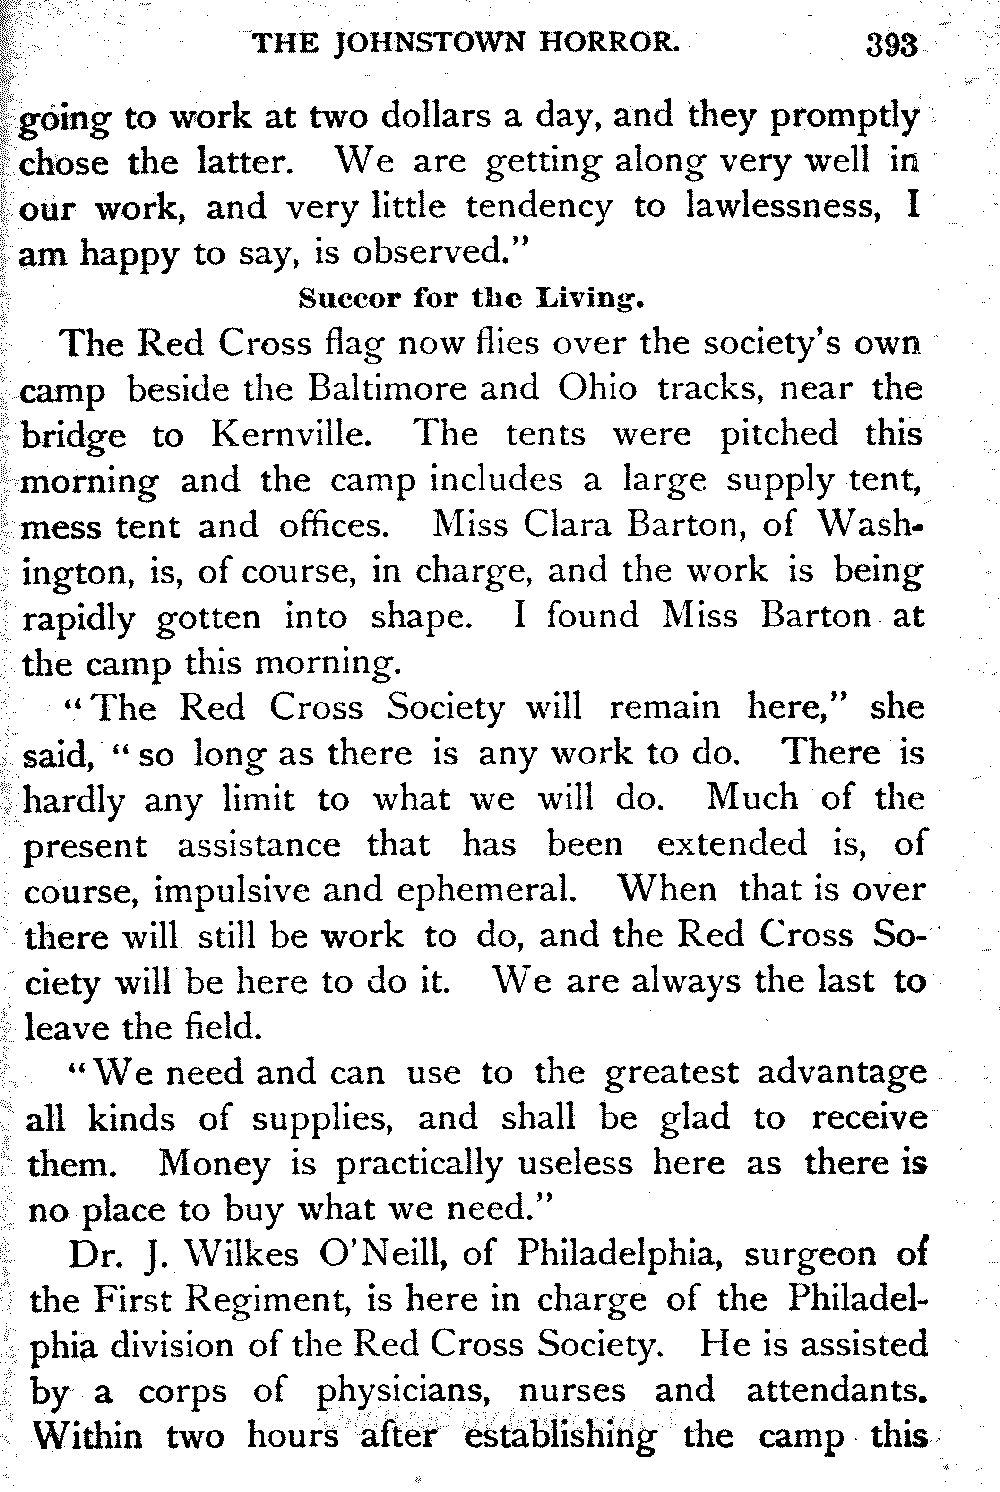 THE JOHNSTOWN HORROR. 393
going to work at two dollars a day, and they promptly
chose the latter. We are getting along very well in
our work, and very little tendency to lawlessness, I
am happy to say, is observed."
Succor for the Living.
The Red Cross flag now flies over the society's own
camp beside the Baltimore and Ohio tracks, near the
bridge to Kernville. The tents were pitched this
morning and the camp includes a large supply tent,
mess tent and offices. Miss Clara Barton, of Wash-
ington, is, of course, in charge, and the work is being
rapidly gotten into shape. I found Miss Barton at
the camp this morning.
"The Red Cross Society will remain here," she
said, "so long as there is any work to do. There is
hardly any limit to what we will do. Much of the
present assistance that has been extended is, of
course, impulsive and ephemeral. When that is over
there will still be work to do, and the Red Cross So-
ciety will be here to do it. We are always the last to
leave the field.
"We need and can use to the greatest advantage
all kinds of supplies, and shall be glad to receive
them. Money is practically useless here as there is
no place to buy what we need."
Dr. J. Wilkes O'Neill, of Philadelphia, surgeon of
the First Regiment, is here in charge of the Philadel-
phia division of the Red Cross Society. He is assisted
by a corps of physicians, nurses and attendants.
Within two hours after establishing the camp this